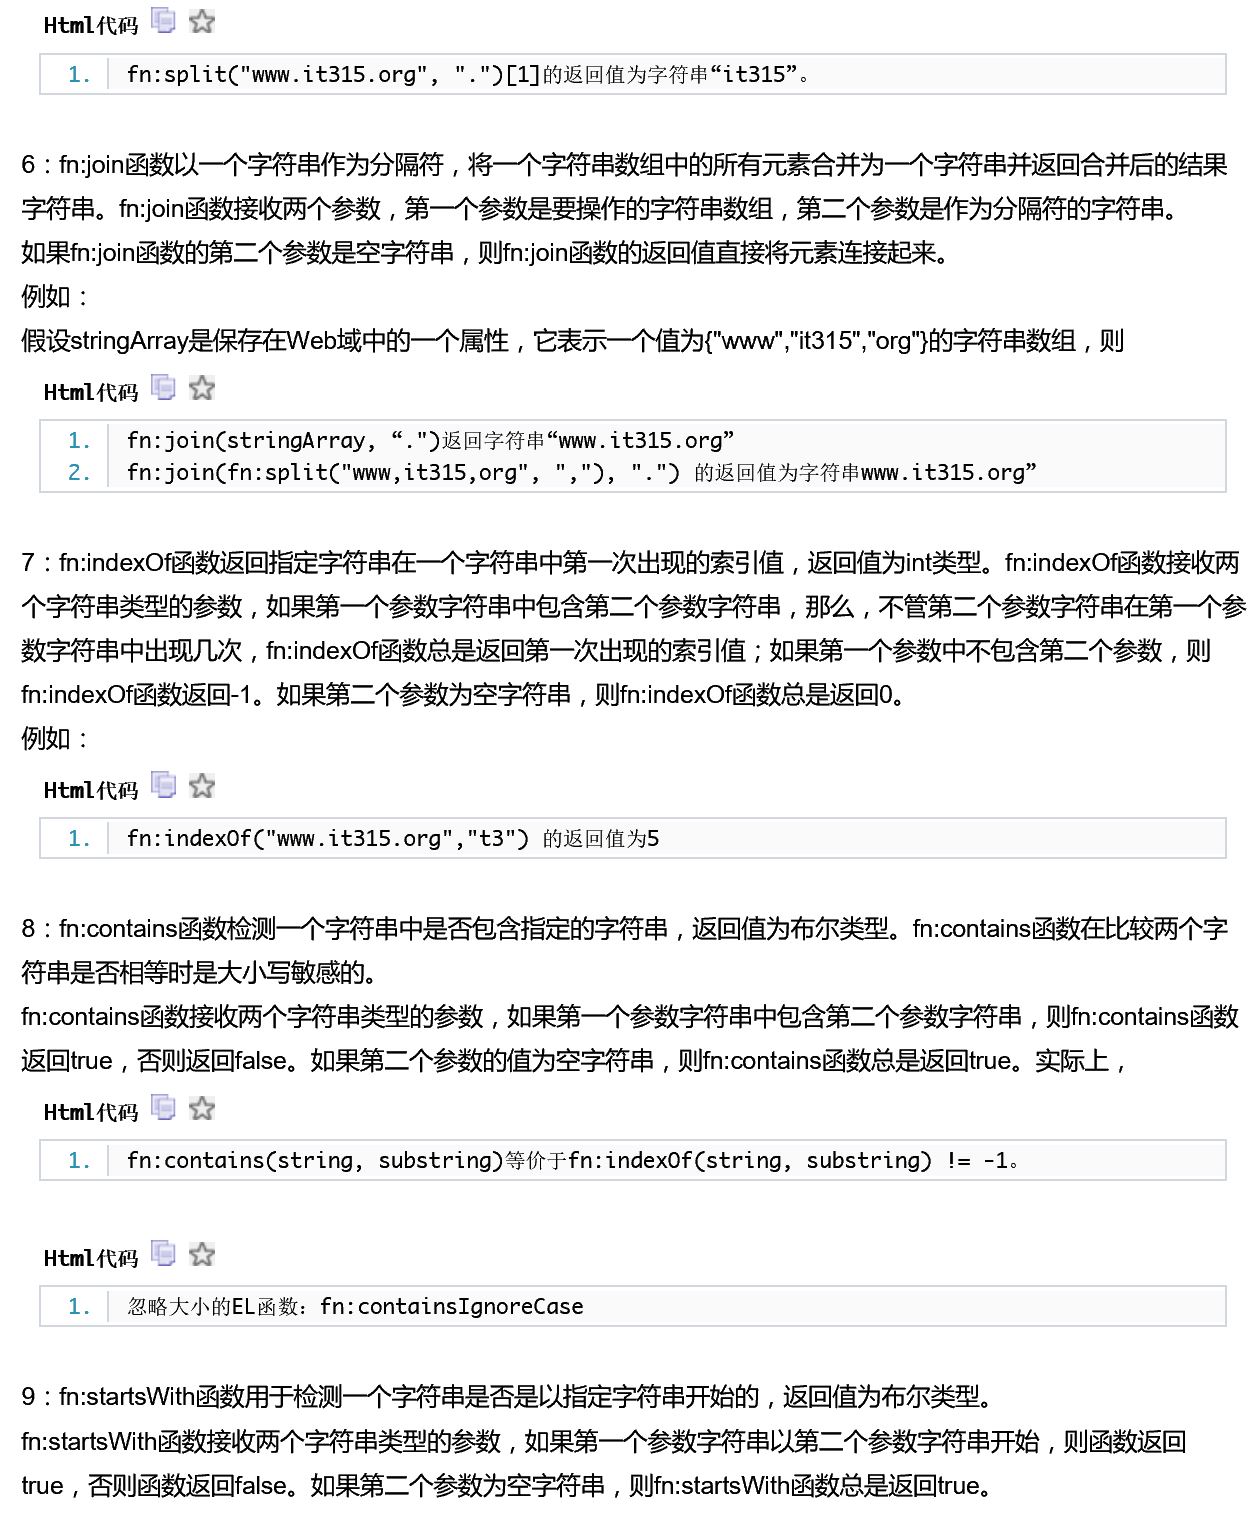 Html代码
1. fn:split("www.it315.org", ".")[1]的返回值为字符串“it315”。
6：fn:join函数以一个字符串作为分隔符，将一个字符串数组中的所有元素合并为一个字符串并返回合并后的结果
字符串。fn:join函数接收两个参数，第一个参数是要操作的字符串数组，第二个参数是作为分隔符的字符串。
如果fn:join函数的第二个参数是空字符串，则fn:join函数的返回值直接将元素连接起来。
例如：
假设stringArray是保存在Web域中的一个属性，它表示一个值为{"www","it315","org"}的字符串数组，则
Html代码
1. fn:join(stringArray, “.")返回字符串“www.it315.org”
2. fn:join(fn:split("www,it315,org", ","), ".") 的返回值为字符串www.it315.org”
7：fn:indexOf函数返回指定字符串在一个字符串中第一次出现的索引值，返回值为int类型。fn:indexOf函数接收两
个字符串类型的参数，如果第一个参数字符串中包含第二个参数字符串，那么，不管第二个参数字符串在第一个参
数字符串中出现几次，fn:indexOf函数总是返回第一次出现的索引值；如果第一个参数中不包含第二个参数，则
fn:indexOf函数返回-1。如果第二个参数为空字符串，则fn:indexOf函数总是返回0。
例如：
Html代码
1. fn:indexOf("www.it315.org","t3") 的返回值为5
8：fn:contains函数检测一个字符串中是否包含指定的字符串，返回值为布尔类型。fn:contains函数在比较两个字
符串是否相等时是大小写敏感的。
fn:contains函数接收两个字符串类型的参数，如果第一个参数字符串中包含第二个参数字符串，则fn:contains函数
返回true，否则返回false。如果第二个参数的值为空字符串，则fn:contains函数总是返回true。实际上，
Html代码
1. fn:contains(string, substring)等价于fn:indexOf(string, substring) != -1。
Html代码
1. 忽略大小的EL函数：fn:containsIgnoreCase
9：fn:startsWith函数用于检测一个字符串是否是以指定字符串开始的，返回值为布尔类型。
fn:startsWith函数接收两个字符串类型的参数，如果第一个参数字符串以第二个参数字符串开始，则函数返回
true，否则函数返回false。如果第二个参数为空字符串，则fn:startsWith函数总是返回true。